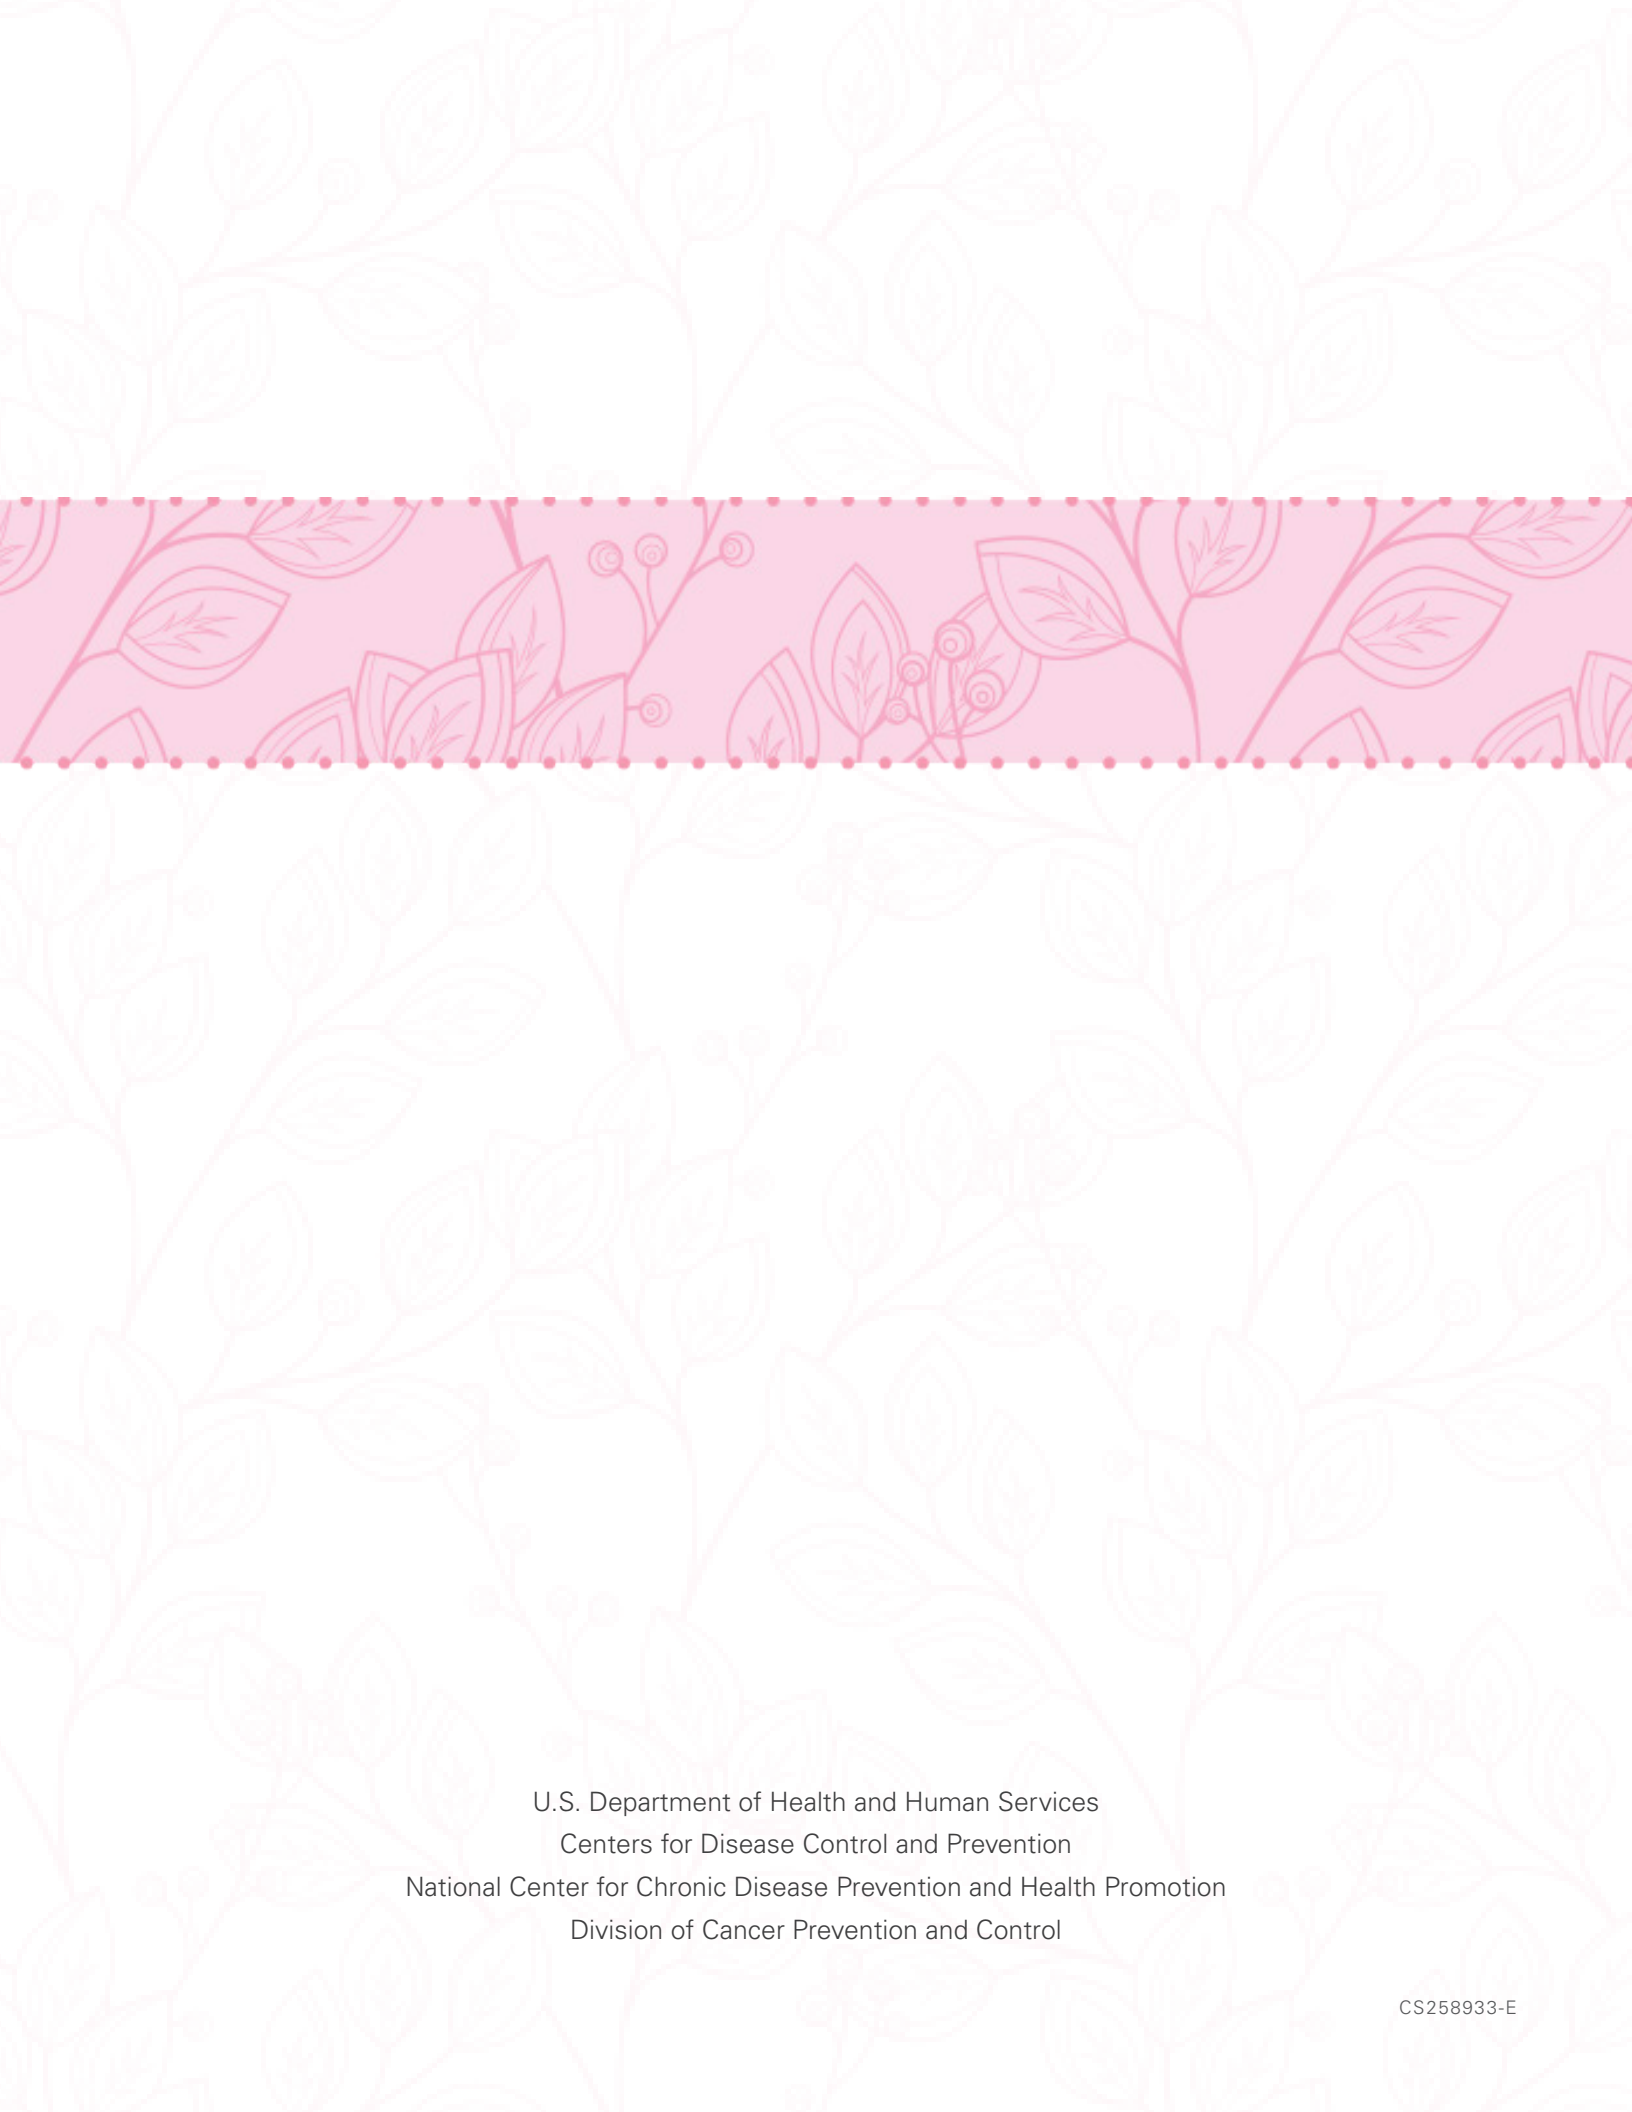 U.S. Department of Health and Human Services
Centers for Disease Control and Prevention
National Center for Chronic Disease Prevention and Health Promotion
Division of Cancer Prevention and Control
CS258933-E